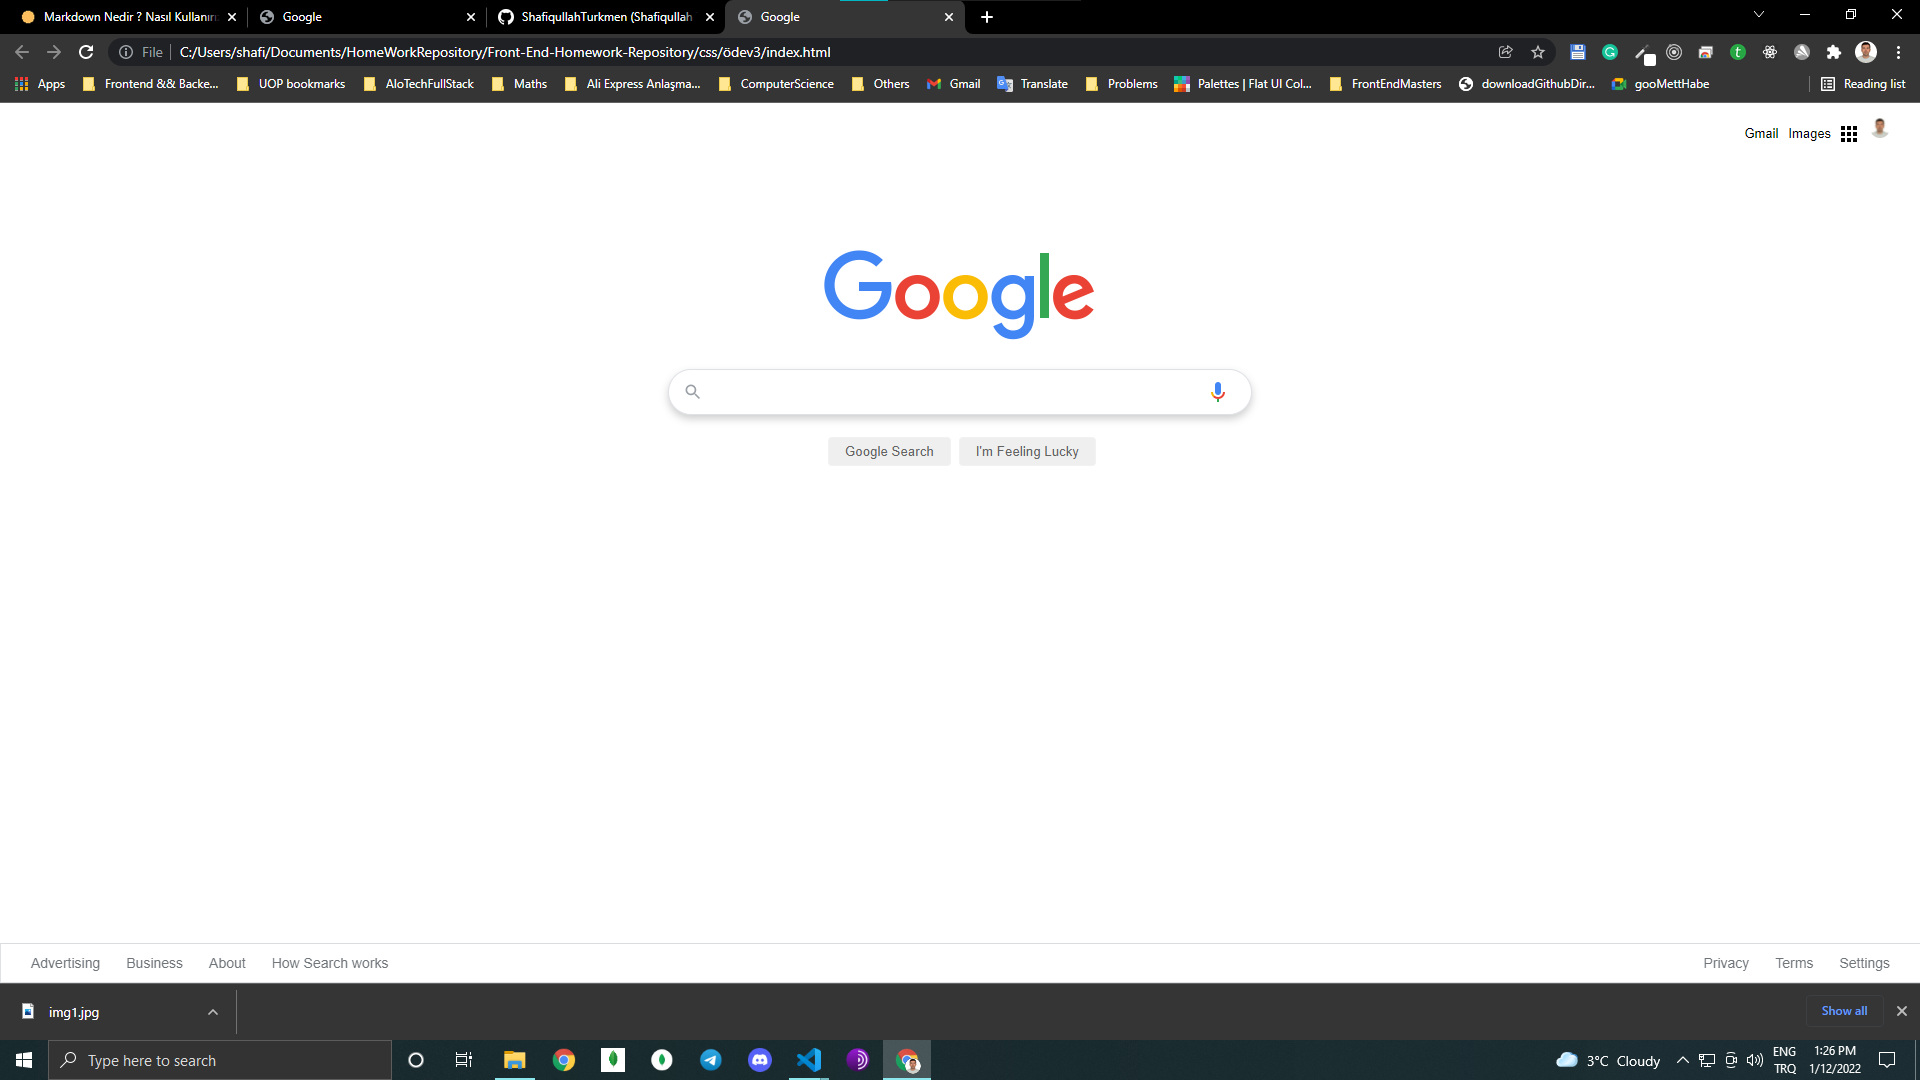 Markdown Nedir ? Nasıl Kullanırı
Google
ShafiqullahTurkmen (Shafiqullah
Google
File
C:/Users/shafi/Documents/HomeWorkRepository/Front-End-Homework-Repository/css/ödev3/index.html
Apps
Frontend && Backe...
UOP bookmarks
AloTechFullStack
Maths
Ali Express Anlaşma...
ComputerScience
Others
Gmail
Translate
Problems
Palettes | Flat UI Col...
FrontEndMasters
downloadGithubDir...
gooMettHabe
Reading list
Gmail Images
Google
Google Search
I'm Feeling Lucky
Advertising
Business
About
How Search works
Privacy
Terms
Settings
img1.jpg
Show all
Type here to search
3°C Cloudy
ENG
TRQ
1:26 PM
1/12/2022